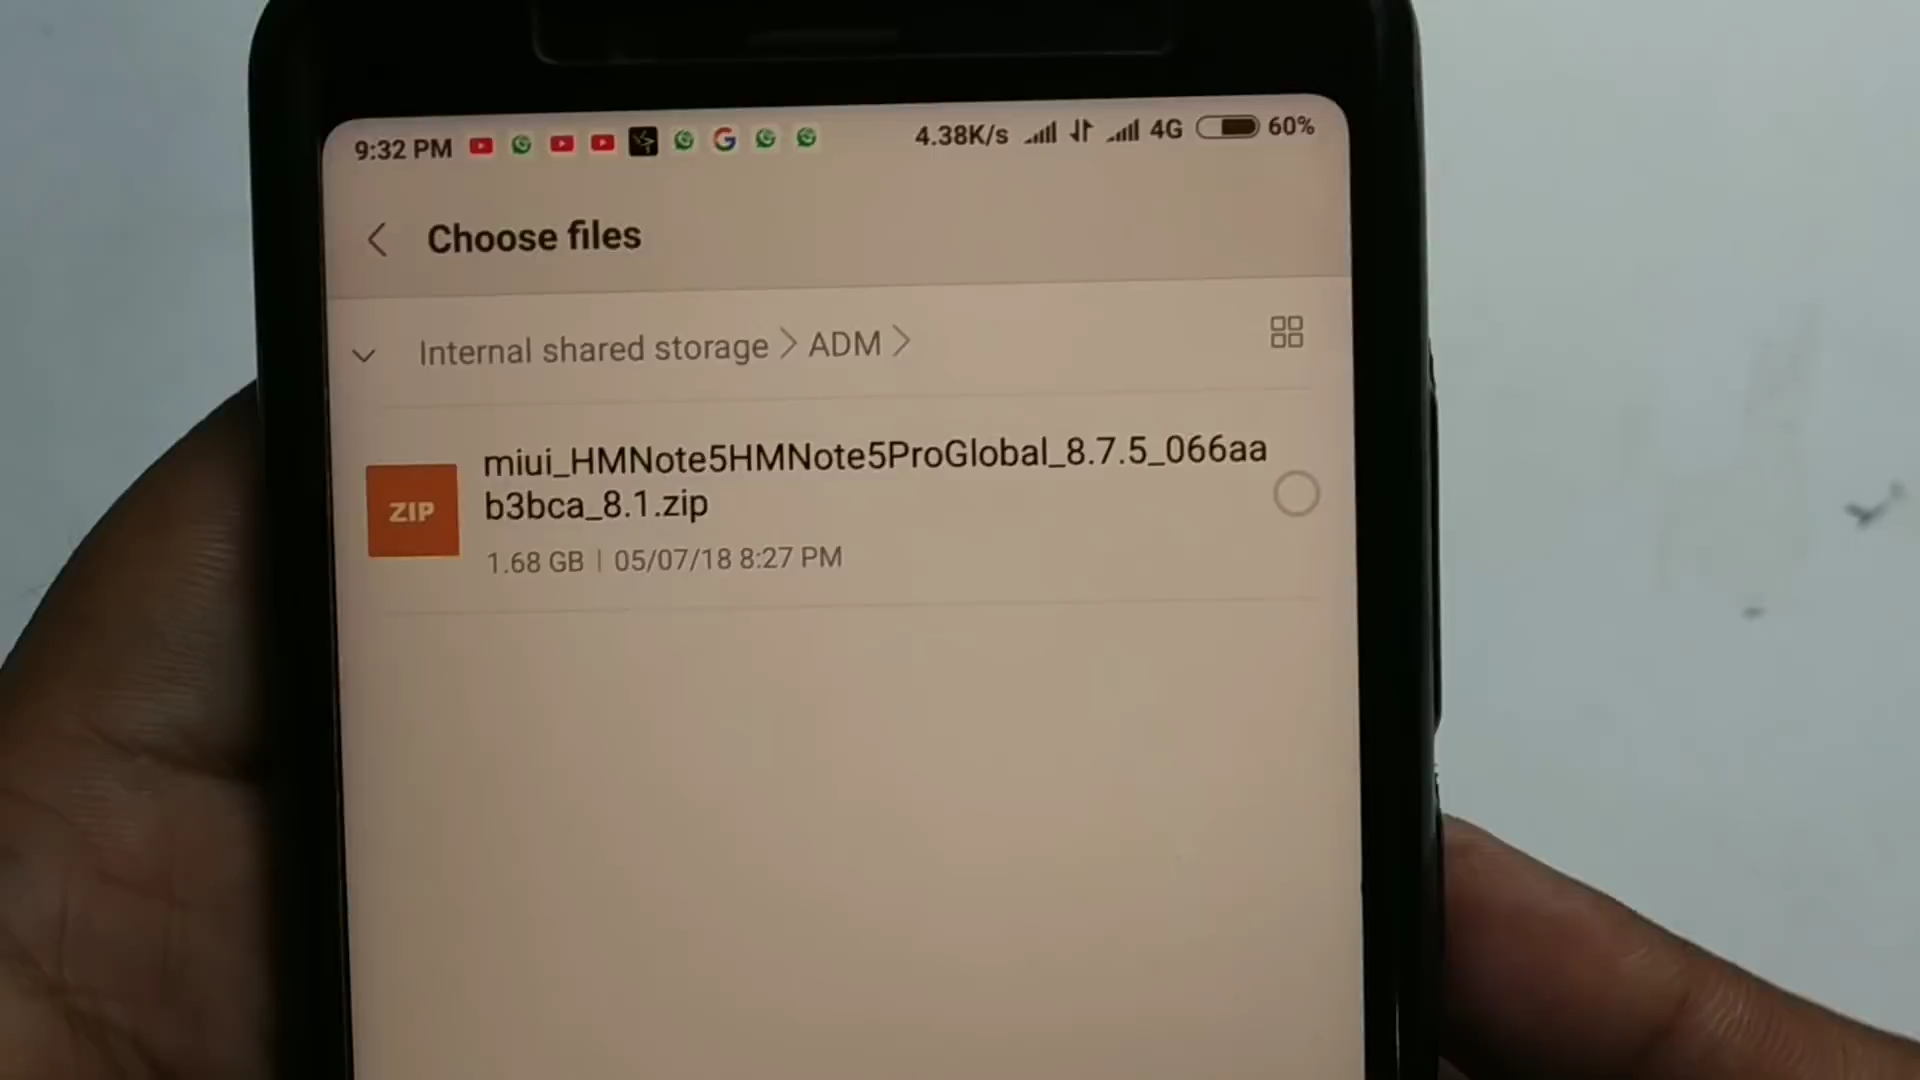 9:32 PM 4.38K/s 4G 60%
Choose files
Internal shared storage > ADM >
ZIP
miui_HMNote5HMNote5ProGlobal_8.7.5_066aa
b3bca_8.1.zip
1.68 GB | 05/07/18 8:27 PM